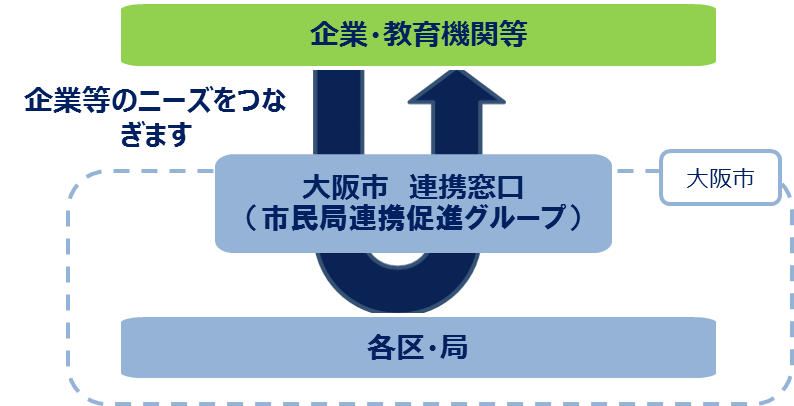 企業・教育機関等
企業等のニーズをつな
ぎます
大阪市　連携窓口
（市民局連携促進グループ）
大阪市
各区・局